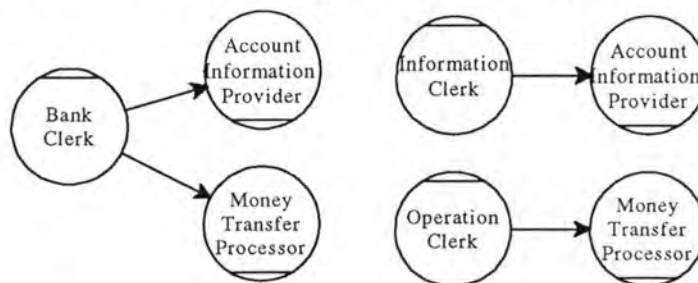 Bank
Clerk
Account
Information
Provider
Money
Transfer
Processor
Information
Clerk
Account
Information
Provider
Operation
Clerk
Money
Transfer
Processor